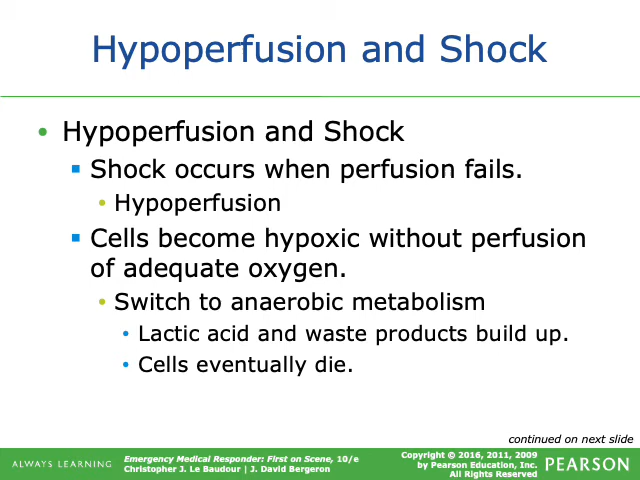 Hypoperfusion and Shock
• Hypoperfusion and Shock
▪ Shock occurs when perfusion fails.
• Hypoperfusion
▪ Cells become hypoxic without perfusion
of adequate oxygen.
• Switch to anaerobic metabolism
• Lactic acid and waste products build up.
• Cells eventually die.
continued on next slide
ALWAYS LEARNING
Emergency Medical Responder: First on Scene, 10/e
Christopher J. Le Baudour | J. David Bergeron
Copyright © 2016, 2011, 2009
by Pearson Education, Inc.
All Rights Reserved
PEARSON